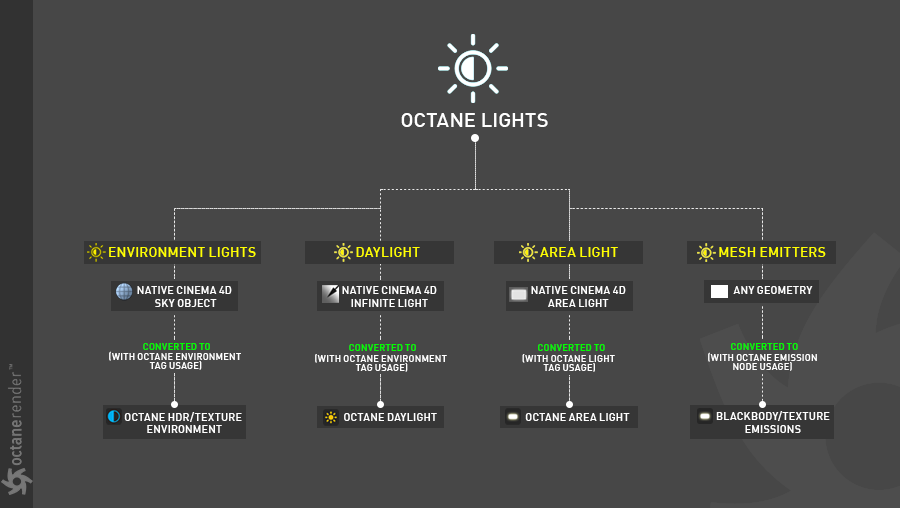 OCTANE LIGHTS
ENVIRONMENT LIGHTS
NATIVE CINEMA 4D
SKY OBJECT
CONVERTED TO
(WITH OCTANE ENVIRONMENT
TAG USAGE)
OCTANE HDR/TEXTURE
ENVIRONMENT
DAYLIGHT
NATIVE CINEMA 4D
INFINITE LIGHT
CONVERTED TO
(WITH OCTANE ENVIRONMENT
TAG USAGE)
OCTANE DAYLIGHT
AREA LIGHT
NATIVE CINEMA 4D
AREA LIGHT
CONVERTED TO
(WITH OCTANE LIGHT
TAG USAGE)
OCTANE AREA LIGHT
MESH EMITTERS
ANY GEOMETRY
CONVERTED TO
(WITH OCTANE EMISSION
NODE USAGE)
BLACKBODY/TEXTURE
EMISSIONS
octanerender™